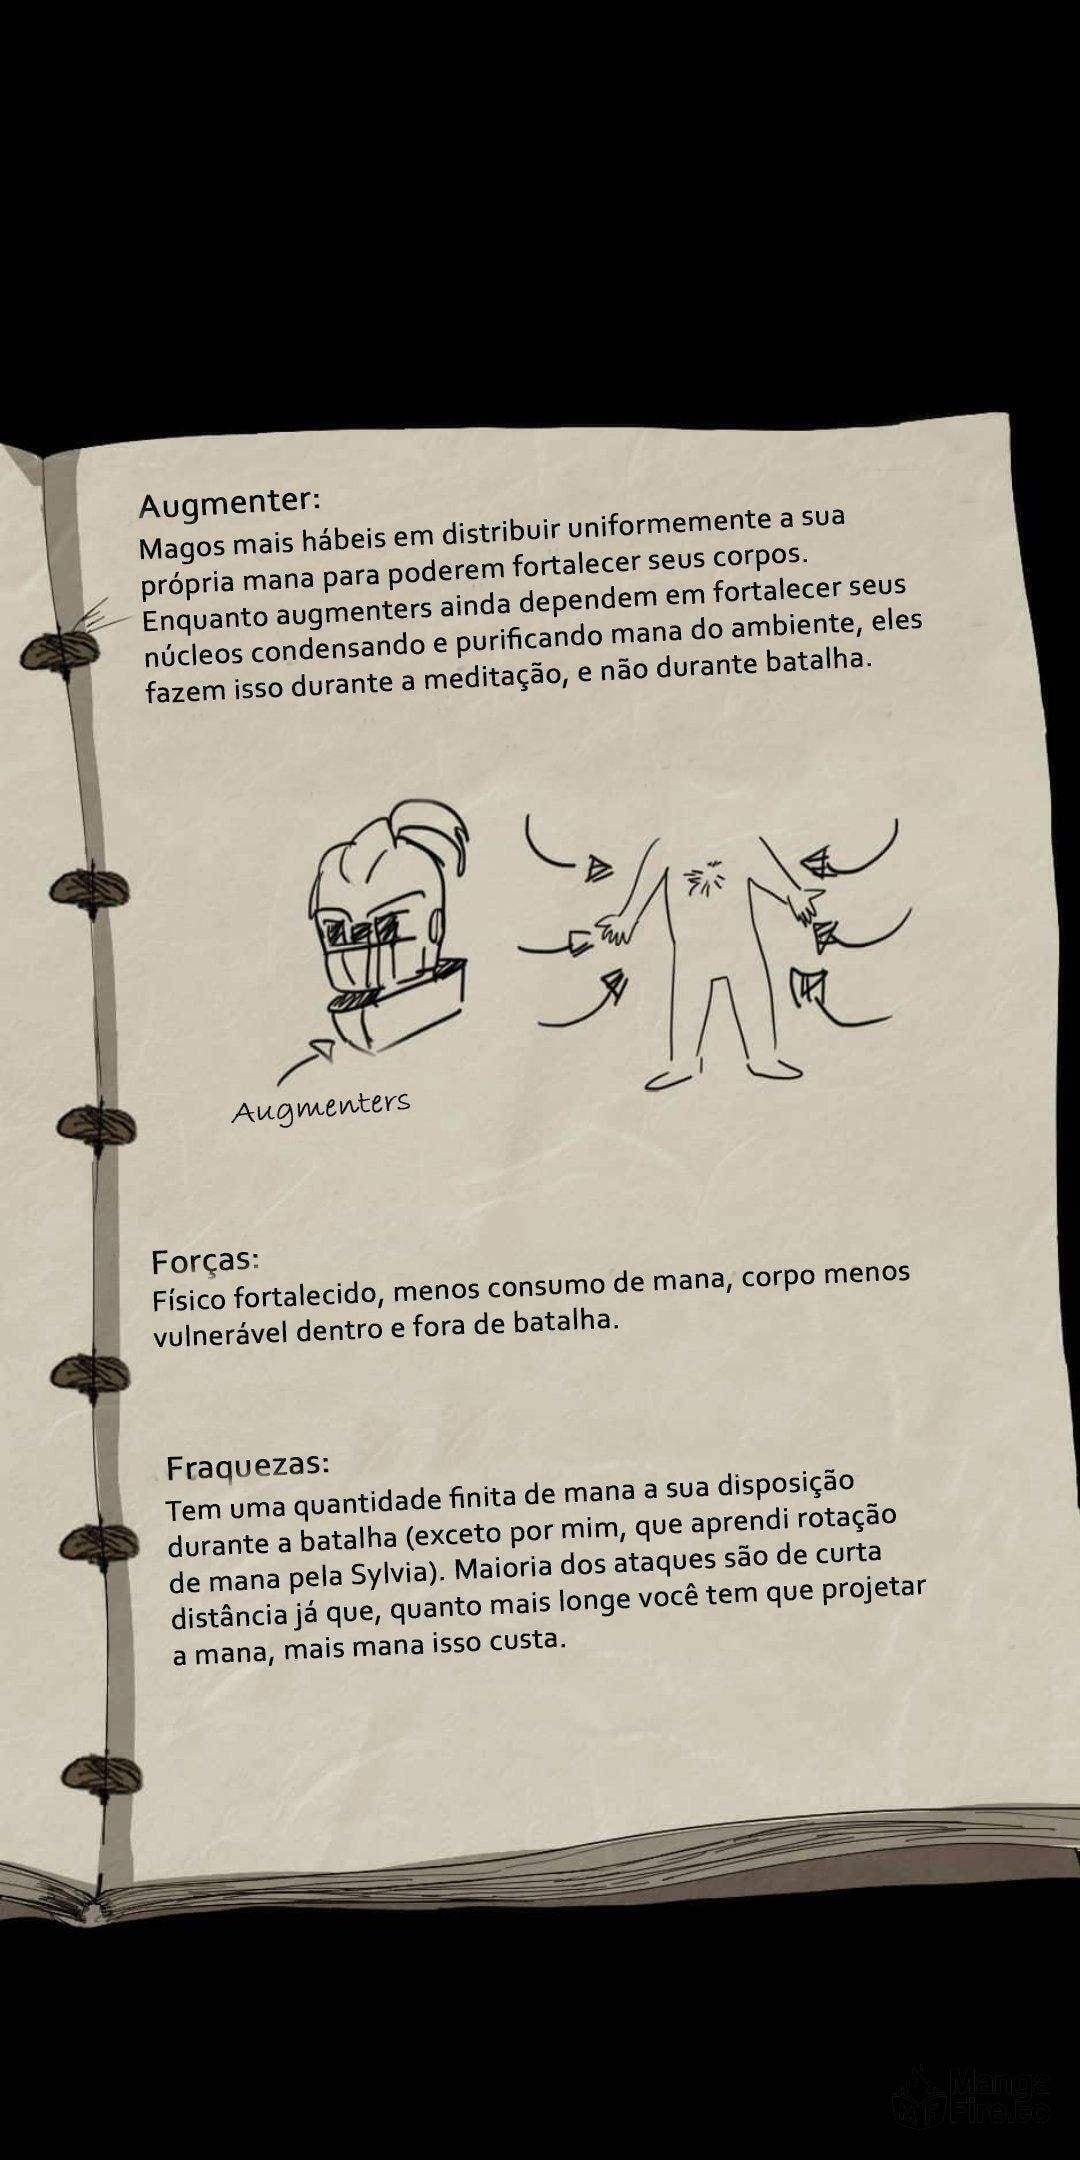 Augmenter:
Magos mais hábeis em distribuir uniformemente a sua
própria mana para poderem fortalecer seus corpos.
Enquanto augmenters ainda dependem em fortalecer seus
núcleos condensando e purificando mana do ambiente, eles
fazem isso durante a meditação, e não durante batalha.
Augmenters
Forças:
Físico fortalecido, menos consumo de mana, corpo menos
vulnerável dentro e fora de batalha.
Fraquezas:
Tem uma quantidade finita de mana a sua disposição
durante a batalha (exceto por mim, que aprendi rotação
de mana pela Sylvia). Maioria dos ataques são de curta
distância já que, quanto mais longe você tem que projetar
a mana, mais mana isso custa.
Manga
Fire